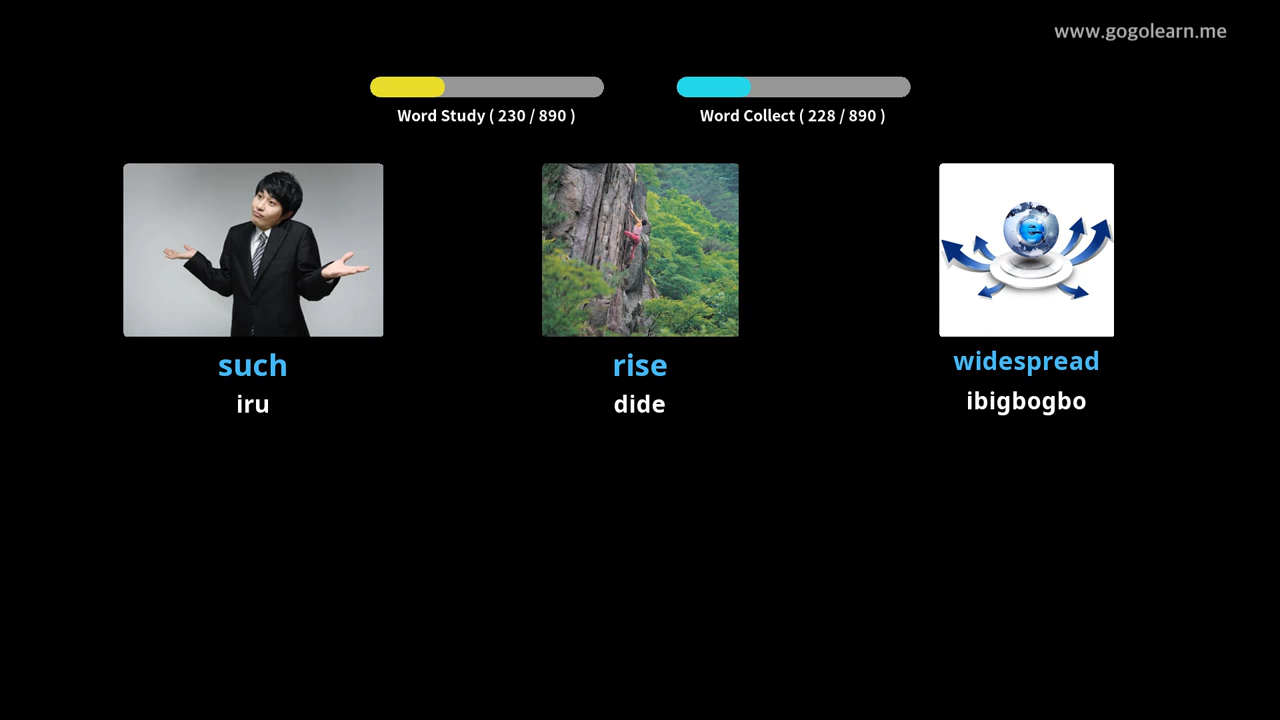 www.gogolearn.me
Word Study ( 230 / 890 )
Word Collect ( 228 / 890 )
such
iru
rise
dide
widespread
ibigbogbo
e